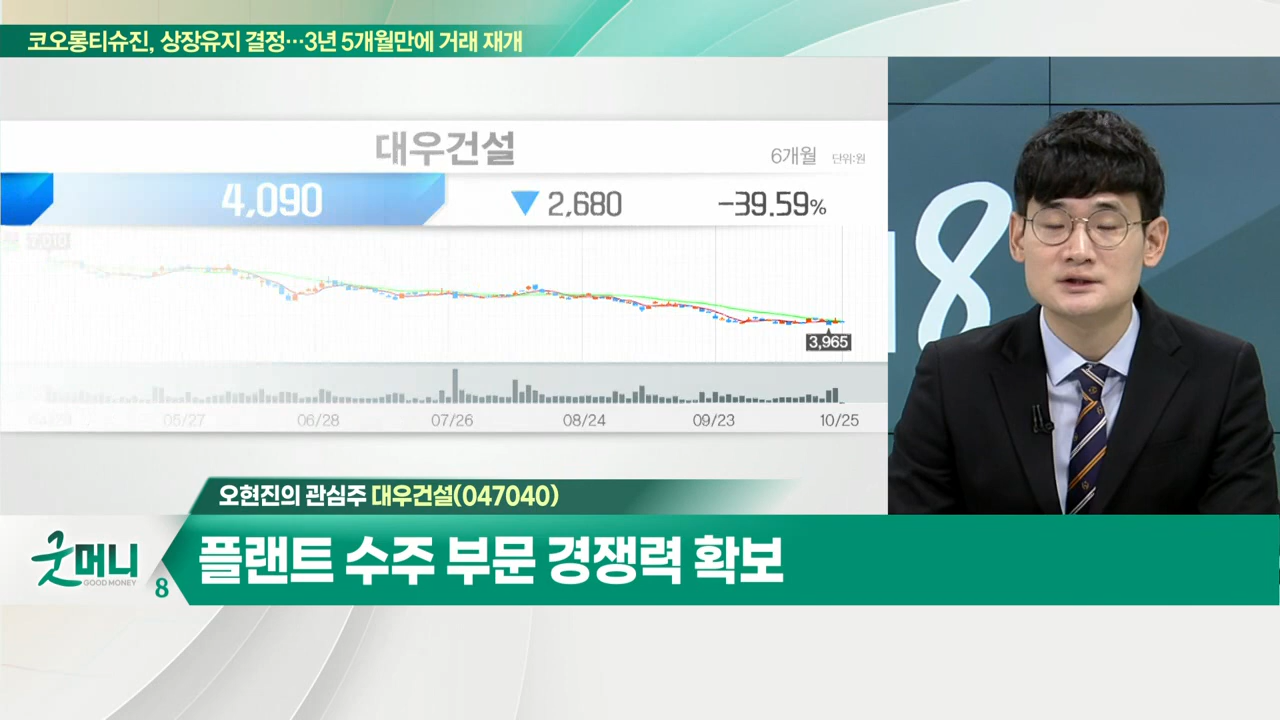 코오롱티슈진, 상장유지 결정…3년 5개월만에 거래 재개
대우건설
6개월 단위:원
4,090 ▼2,680 -39.59%
7,010
3,965
05/27 06/28 07/26 08/24 09/23 10/25
8
오현진의 관심주 대우건설(047040)
굿머니
GOOD MONEY
8
플랜트 수주 부문 경쟁력 확보